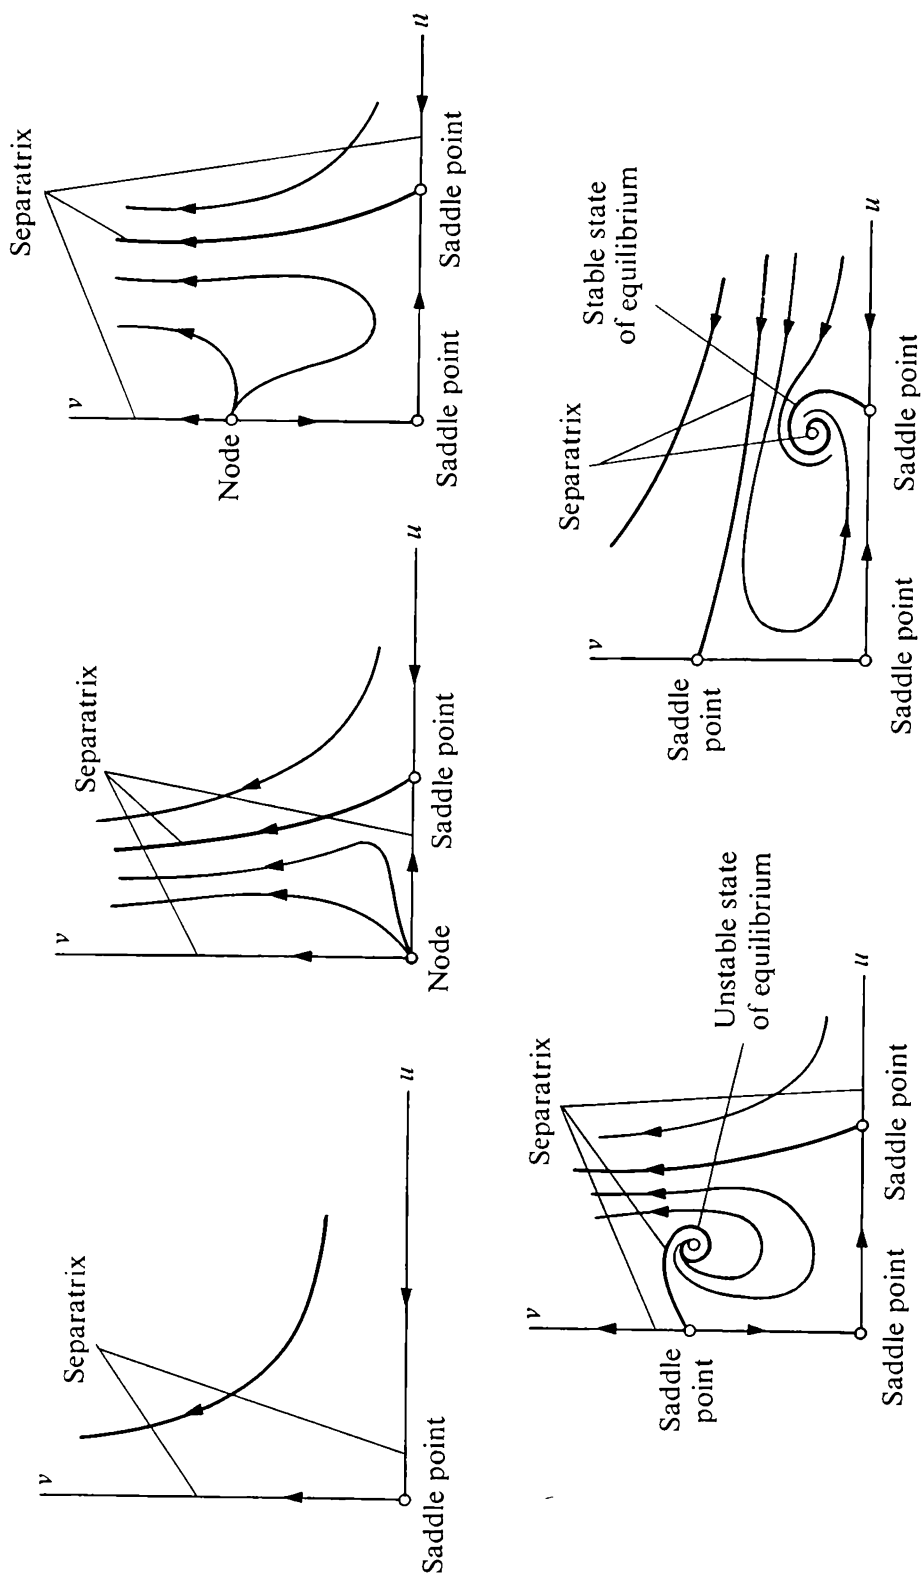 Separatrix
v
u
Saddle point
Separatrix
v
u
Node
Saddle point
Separatrix
v
u
Node
Saddle point
Saddle point
Separatrix
v
u
Saddle
point
Unstable state
of equilibrium
Saddle point
Saddle point
Stable state
of equilibrium
Separatrix
v
u
Saddle
point
Saddle point
Saddle point